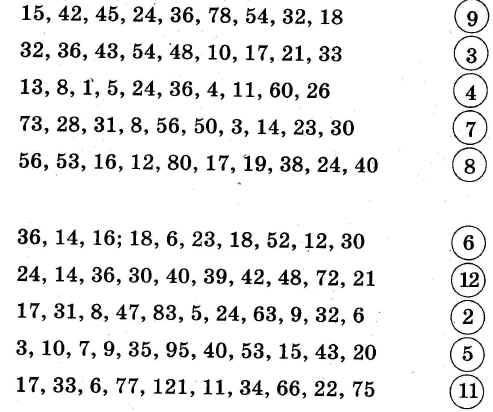 15, 42, 45, 24, 36, 78, 54, 32, 18 9
32, 36, 43, 54, 48, 10, 17, 21, 33 3
13, 8, 1, 5, 24, 36, 4, 11, 60, 26 4
73, 28, 31, 8, 56, 50, 3, 14, 23, 30 7
56, 53, 16, 12, 80, 17, 19, 38, 24, 40 8
36, 14, 16; 18, 6, 23, 18, 52, 12, 30 6
24, 14, 36, 30, 40, 39, 42, 48, 72, 21 12
17, 31, 8, 47, 83, 5, 24, 63, 9, 32, 6 2
3, 10, 7, 9, 35, 95, 40, 53, 15, 43, 20 5
17, 33, 6, 77, 121, 11, 34, 66, 22, 75 11